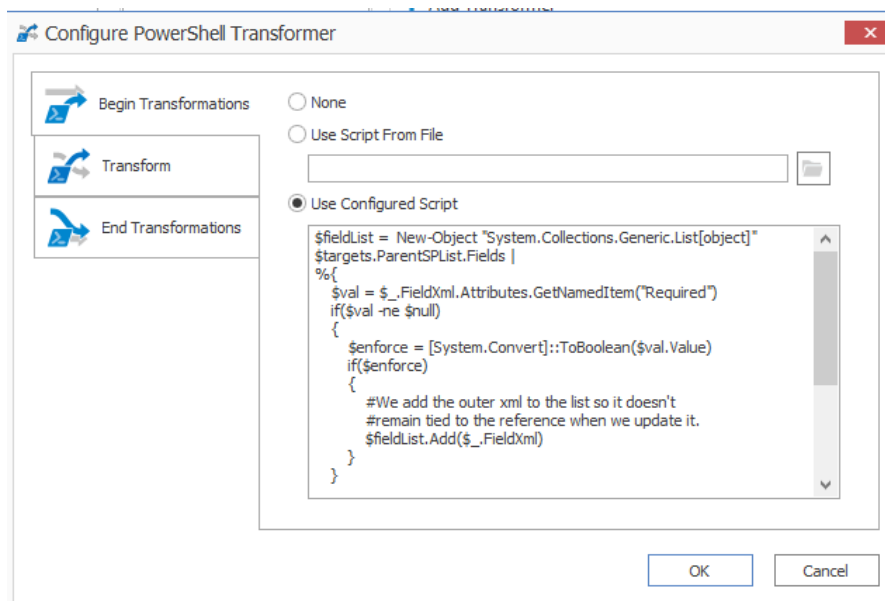 Configure PowerShell Transformer
Begin Transformations
Transform
End Transformations
None
Use Script From File
Use Configured Script
$fieldList = New-Object "System.Collections.Generic.List[object]"
$targets.ParentSPList.Fields |
%{
$val = $_.FieldXml.Attributes.GetNamedItem("Required")
if($val -ne $null)
{
$enforce = [System.Convert]::ToBoolean($val.Value)
if($enforce)
{
#We add the outer xml to the list so it doesn't
#remain tied to the reference when we update it.
$fieldList.Add($_.FieldXml)
}
}
OK
Cancel